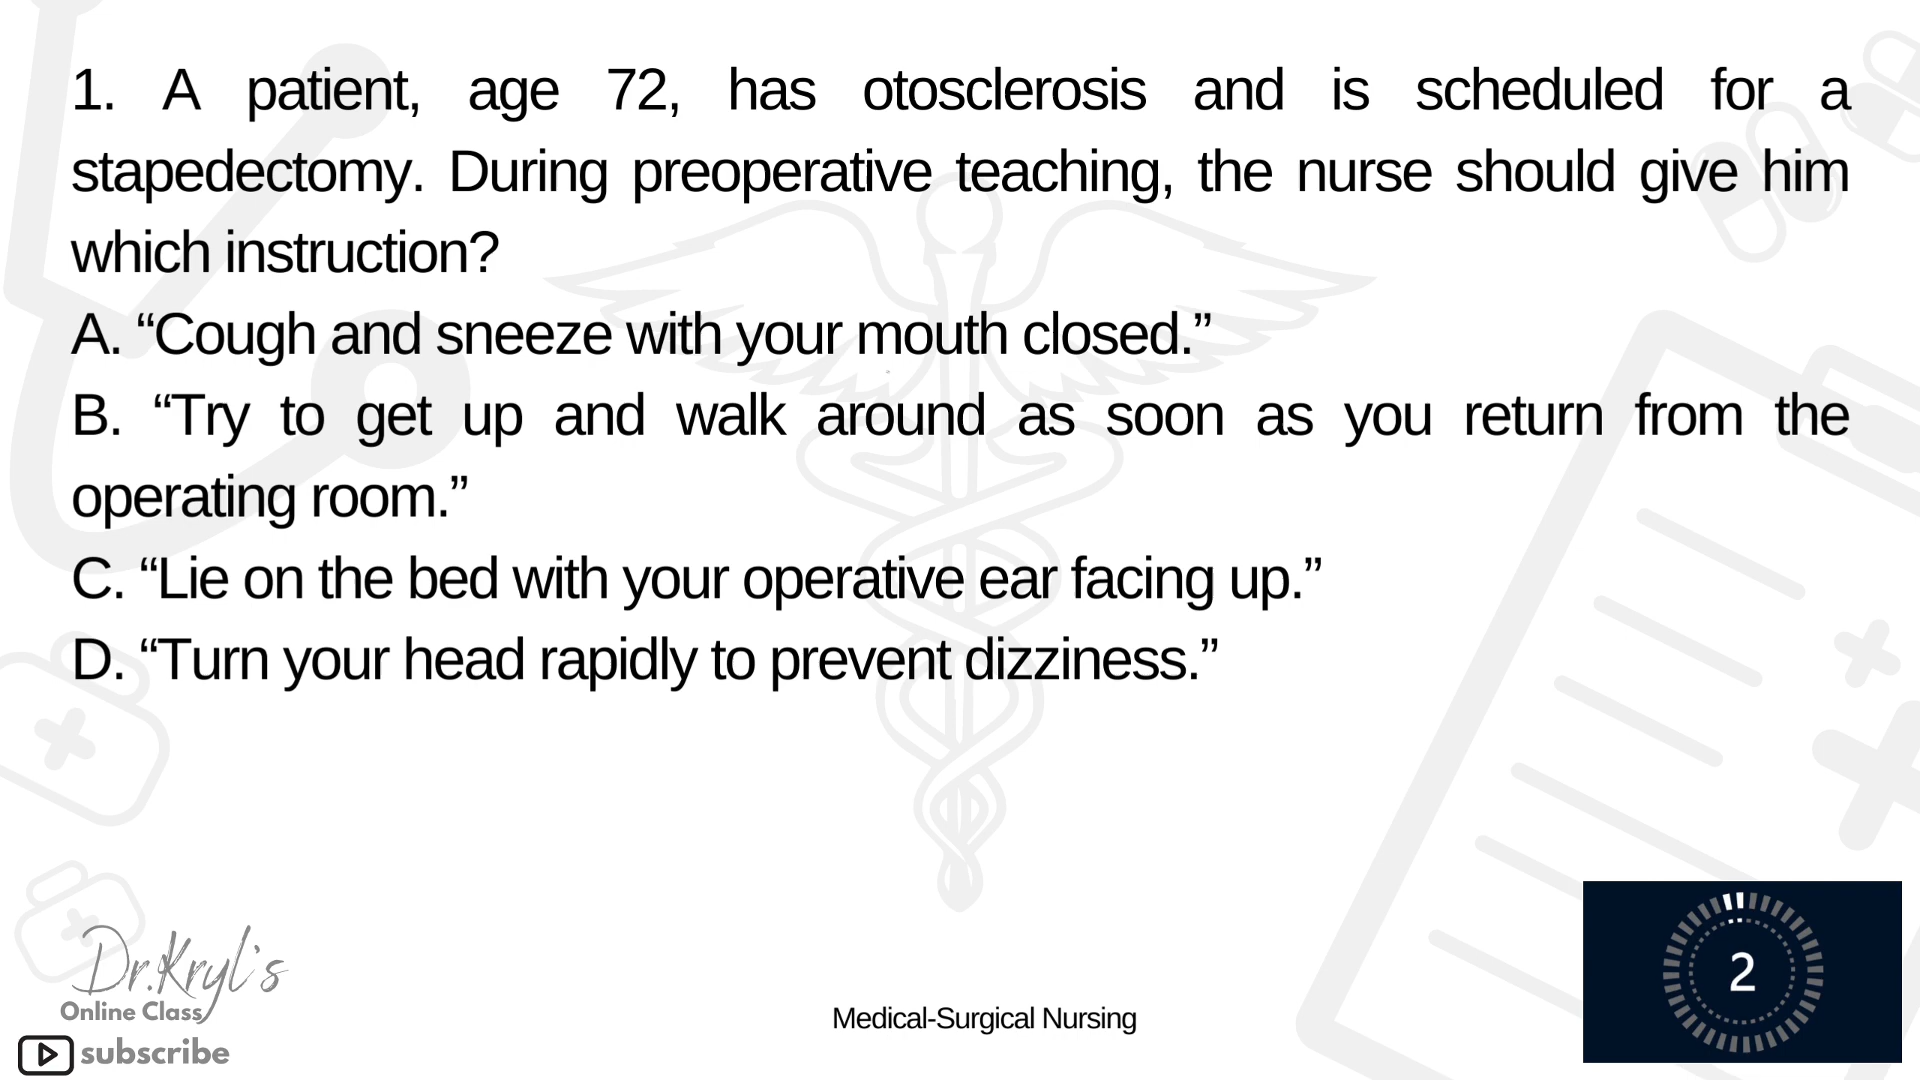 1. A patient, age 72, has otosclerosis and is scheduled for a
stapedectomy. During preoperative teaching, the nurse should give him
which instruction?
A. “Cough and sneeze with your mouth closed.”
B. “Try to get up and walk around as soon as you return from the
operating room.”
C. “Lie on the bed with your operative ear facing up.”
D. “Turn your head rapidly to prevent dizziness.”
Dr.Kryl's
Online Class
subscribe
Medical-Surgical Nursing
2